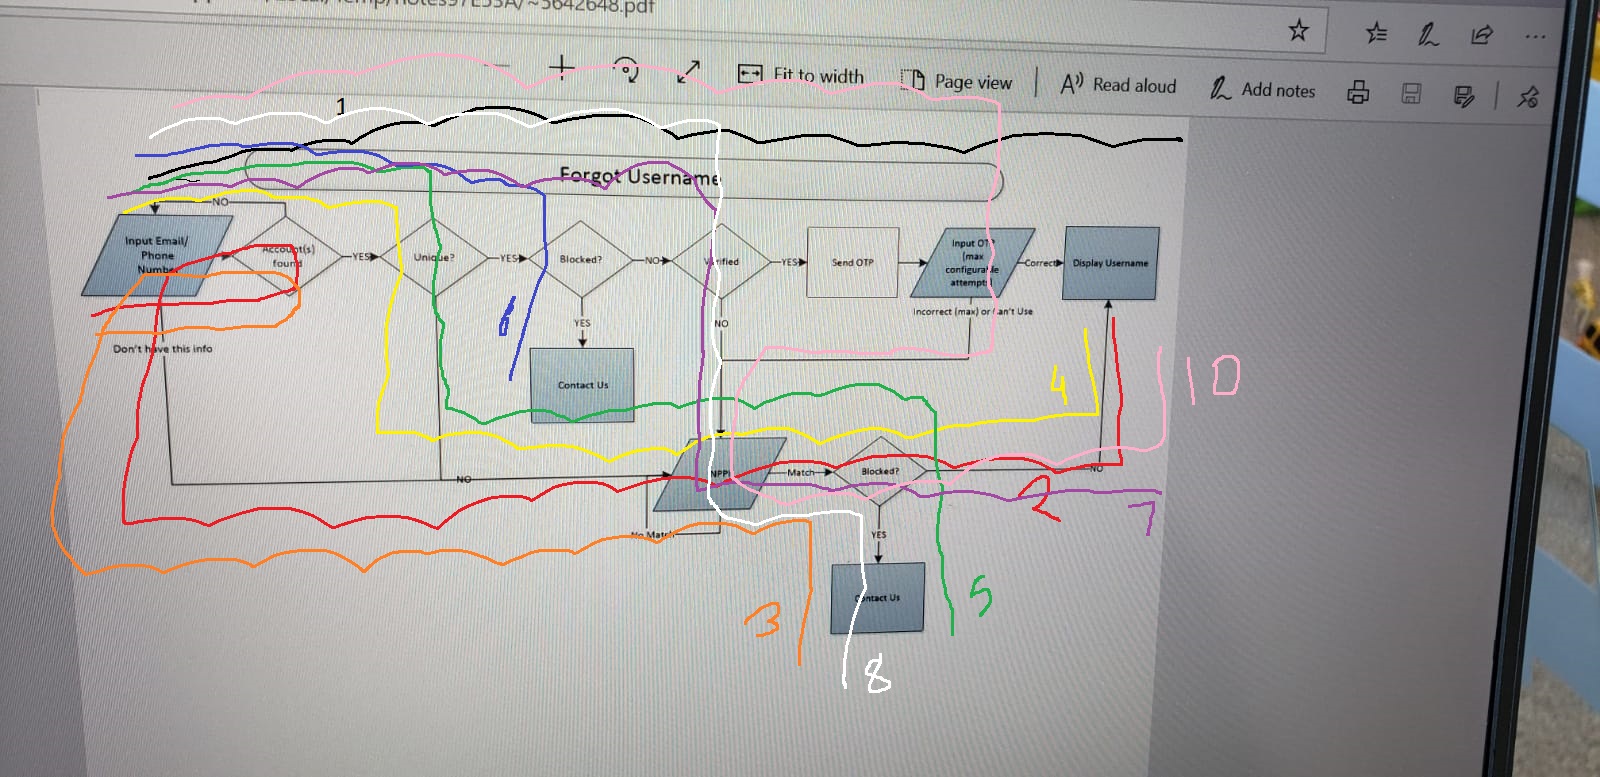 5642648.pdf
Fit to width
Page view
Read aloud
Add notes
1
Forgot Username
NO
Input Email/
Phone
Number
Account(s)
found
YES
Unique?
YES
Blocked?
NO
Verified
YES
Send OTP
Input OTP
(max
configurable
attempts)
Correct
Display Username
Incorrect (max) or Can't Use
YES
NO
6
Don't have this info
Contact Us
4
10
NO
NPPI
Match
Blocked?
NO
2
7
No Match
YES
Contact Us
5
3
8